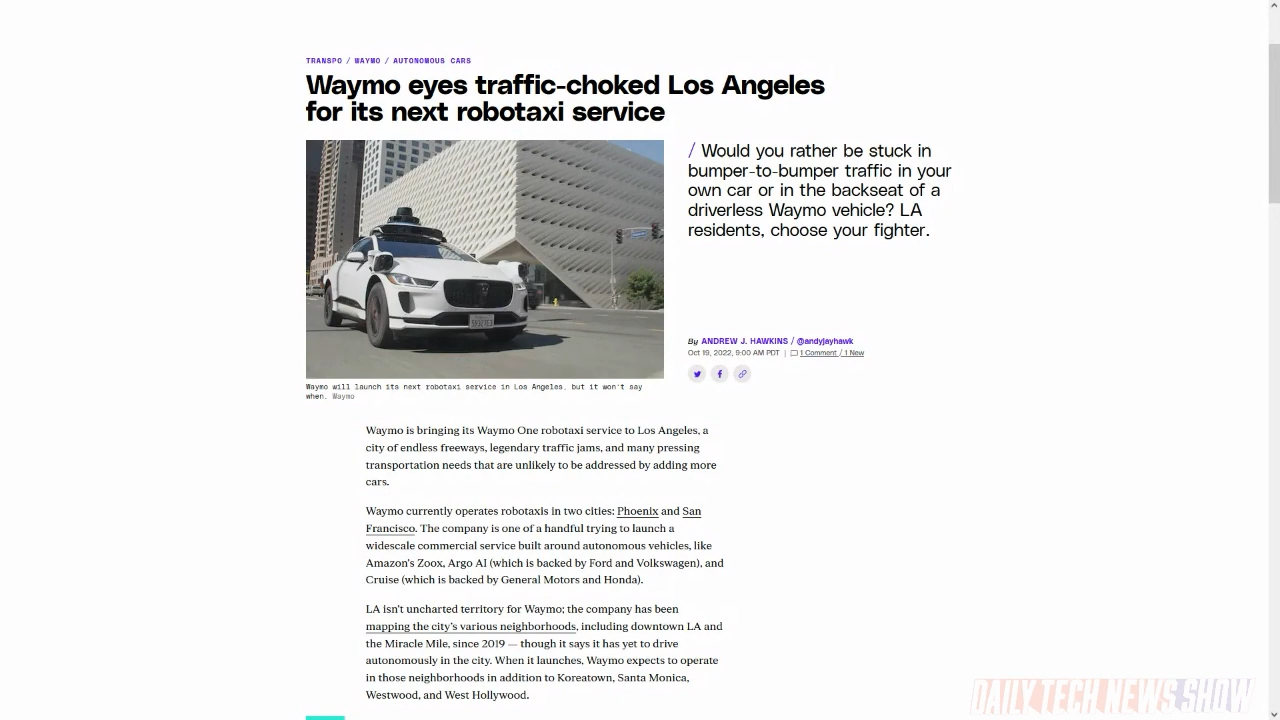 TRANSPO / WAYMO / AUTONOMOUS CARS
Waymo eyes traffic-choked Los Angeles
for its next robotaxi service
/ Would you rather be stuck in
bumper-to-bumper traffic in your
own car or in the backseat of a
driverless Waymo vehicle? LA
residents, choose your fighter.
By ANDREW J. HAWKINS / @andyjayhawk
Oct 19, 2022, 9:00 AM PDT | 1 Comment / 1 New
Waymo will launch its next robotaxi service in Los Angeles, but it won't say
when. Waymo
Waymo is bringing its Waymo One robotaxi service to Los Angeles, a
city of endless freeways, legendary traffic jams, and many pressing
transportation needs that are unlikely to be addressed by adding more
cars.
Waymo currently operates robotaxis in two cities: Phoenix and San
Francisco. The company is one of a handful trying to launch a
widescale commercial service built around autonomous vehicles, like
Amazon's Zoox, Argo AI (which is backed by Ford and Volkswagen), and
Cruise (which is backed by General Motors and Honda).
LA isn't uncharted territory for Waymo; the company has been
mapping the city's various neighborhoods, including downtown LA and
the Miracle Mile, since 2019 — though it says it has yet to drive
autonomously in the city. When it launches, Waymo expects to operate
in those neighborhoods in addition to Koreatown, Santa Monica,
Westwood, and West Hollywood.
DAILY TECH NEWS SHOW